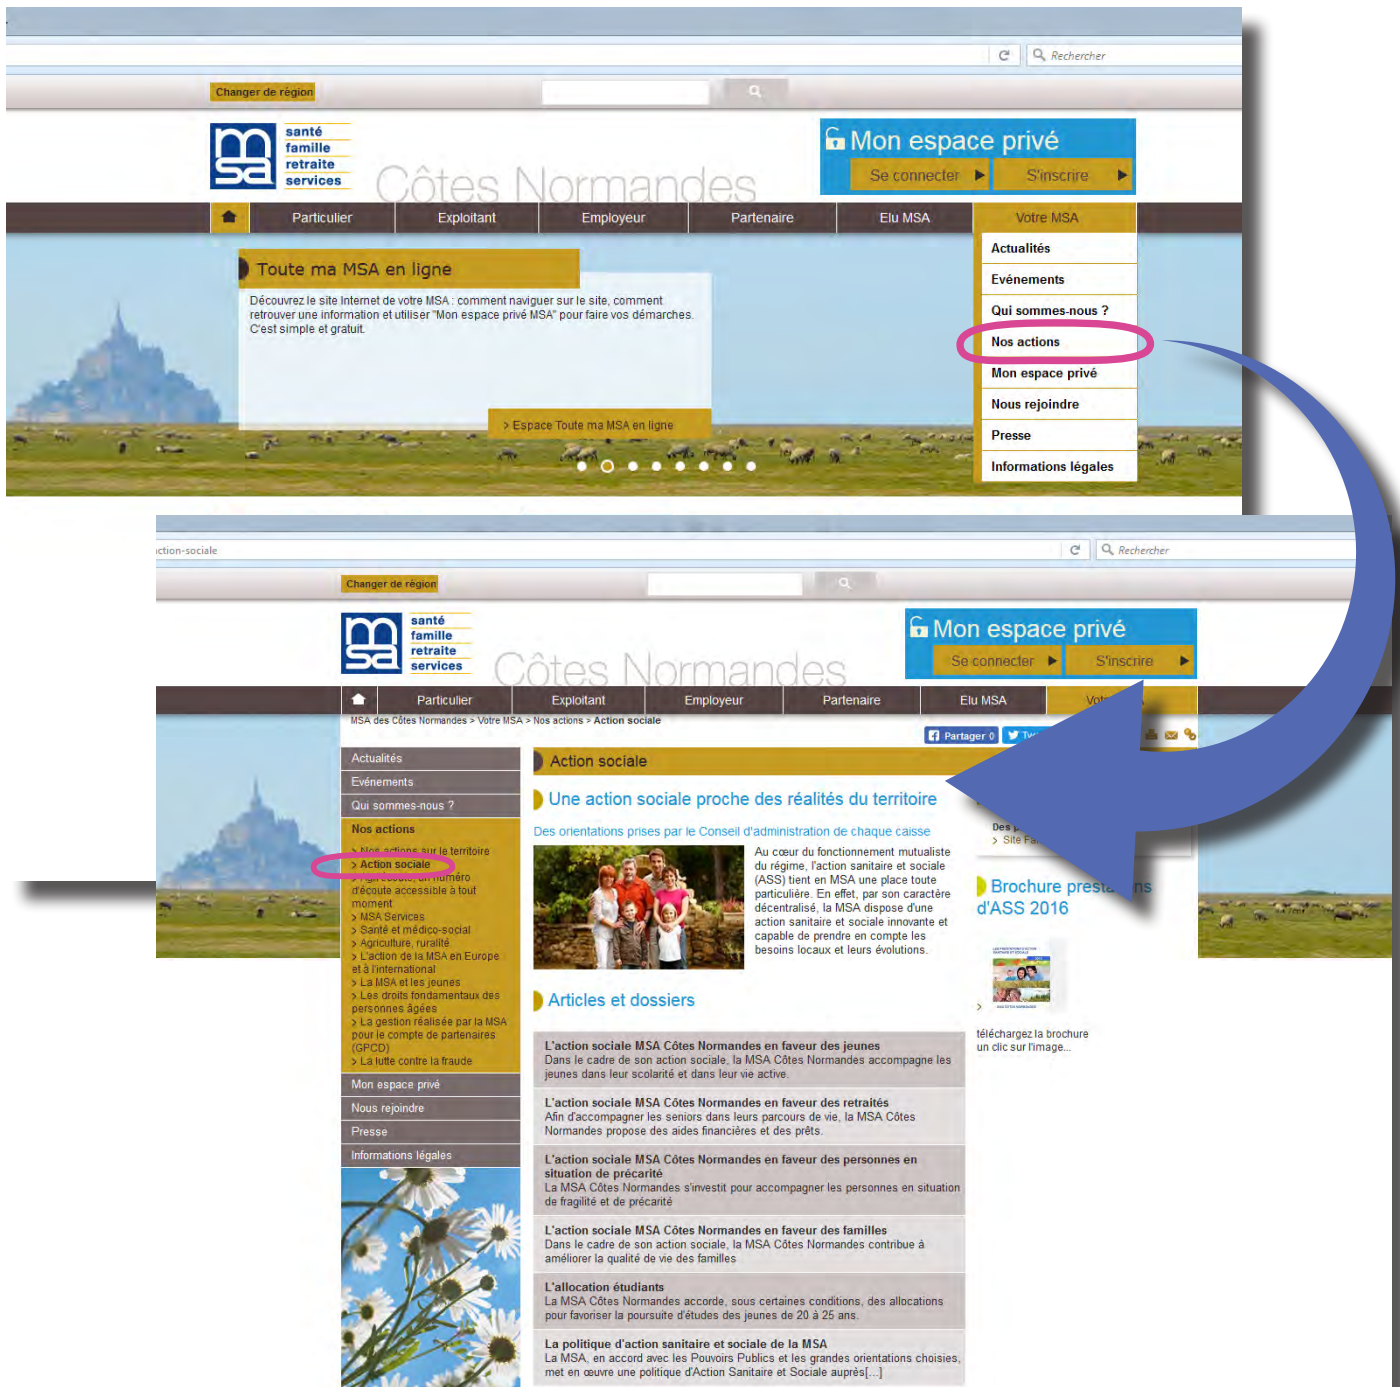 Rechercher
Changer de région
msa
santé
famille
retraite
services
Côtes Normandes
Mon espace privé
Se connecter
S'inscrire
Particulier
Exploitant
Employeur
Partenaire
Elu MSA
Votre MSA
Actualités
Evénements
Qui sommes-nous ?
Nos actions
Mon espace privé
Nous rejoindre
Presse
Informations légales
Toute ma MSA en ligne
Découvrez le site Internet de votre MSA : comment naviguer sur le site, comment
retrouver une information et utiliser "Mon espace privé MSA" pour faire vos démarches.
C'est simple et gratuit.
> Espace Toute ma MSA en ligne
ction-sociale
Rechercher
Changer de région
msa
santé
famille
retraite
services
Côtes Normandes
Mon espace privé
Se connecter
S'inscrire
Particulier
Exploitant
Employeur
Partenaire
Elu MSA
MSA des Côtes Normandes > Votre MSA > Nos actions > Action sociale
Partager 0
Actualités
Evénements
Qui sommes-nous ?
Nos actions
> Nos actions sur le territoire
> Action sociale
> Agri'écoute, un numéro
d'écoute accessible à tout
moment
> MSA Services
> Santé et médico-social
> Agriculture, ruralité
> L'action de la MSA en Europe
et à l'international
> La MSA et les jeunes
> Les droits fondamentaux des
personnes âgées
> La gestion réalisée par la MSA
pour le compte de partenaires
(GPCD)
> La lutte contre la fraude
Mon espace privé
Nous rejoindre
Presse
Informations légales
Action sociale
Une action sociale proche des réalités du territoire
Des orientations prises par le Conseil d'administration de chaque caisse
Au cœur du fonctionnement mutualiste
du régime, l'action sanitaire et sociale
(ASS) tient en MSA une place toute
particulière. En effet, par son caractère
décentralisé, la MSA dispose d'une
action sanitaire et sociale innovante et
capable de prendre en compte les
besoins locaux et leurs évolutions.
Articles et dossiers
L'action sociale MSA Côtes Normandes en faveur des jeunes
Dans le cadre de son action sociale, la MSA Côtes Normandes accompagne les
jeunes dans leur scolarité et dans leur vie active.
L'action sociale MSA Côtes Normandes en faveur des retraités
Afin d'accompagner les seniors dans leurs parcours de vie, la MSA Côtes
Normandes propose des aides financières et des prêts.
L'action sociale MSA Côtes Normandes en faveur des personnes en
situation de précarité
La MSA Côtes Normandes s'investit pour accompagner les personnes en situation
de fragilité et de précarité
L'action sociale MSA Côtes Normandes en faveur des familles
Dans le cadre de son action sociale, la MSA Côtes Normandes contribue à
améliorer la qualité de vie des familles
L'allocation étudiants
La MSA Côtes Normandes accorde, sous certaines conditions, des allocations
pour favoriser la poursuite d'études des jeunes de 20 à 25 ans.
La politique d'action sanitaire et sociale de la MSA
La MSA, en accord avec les Pouvoirs Publics et les grandes orientations choisies,
met en œuvre une politique d'Action Sanitaire et Sociale auprès[...]
Des
> Site
Brochure
d'ASS 2016
>
téléchargez la brochure
un clic sur l'image...